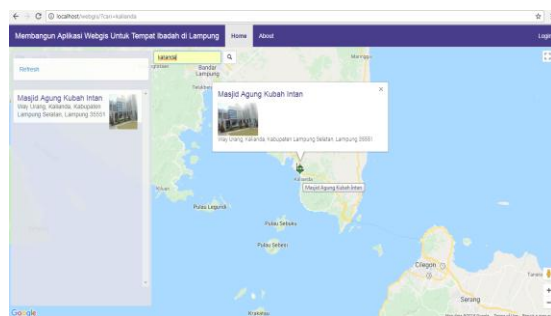 localhost/webgis/?cari=kalianda
Membangun Aplikasi Webgis Untuk Tempat Ibadah di Lampung
Home
About
Login
Refresh
kalianda
Masjid Agung Kubah Intan
Way Urang, Kalianda, Kabupaten
Lampung Selatan, Lampung 35551
Bandar
Lampung
Masjid Agung Kubah Intan
Way Urang, Kalianda, Kabupaten Lampung Selatan, Lampung 35551
Kalianda
Masjid Agung Kubah Intan
Pulau Legundi
Pulau Sebuku
Pulau Sebesi
Cilegon
Serang
Krakatau
Google